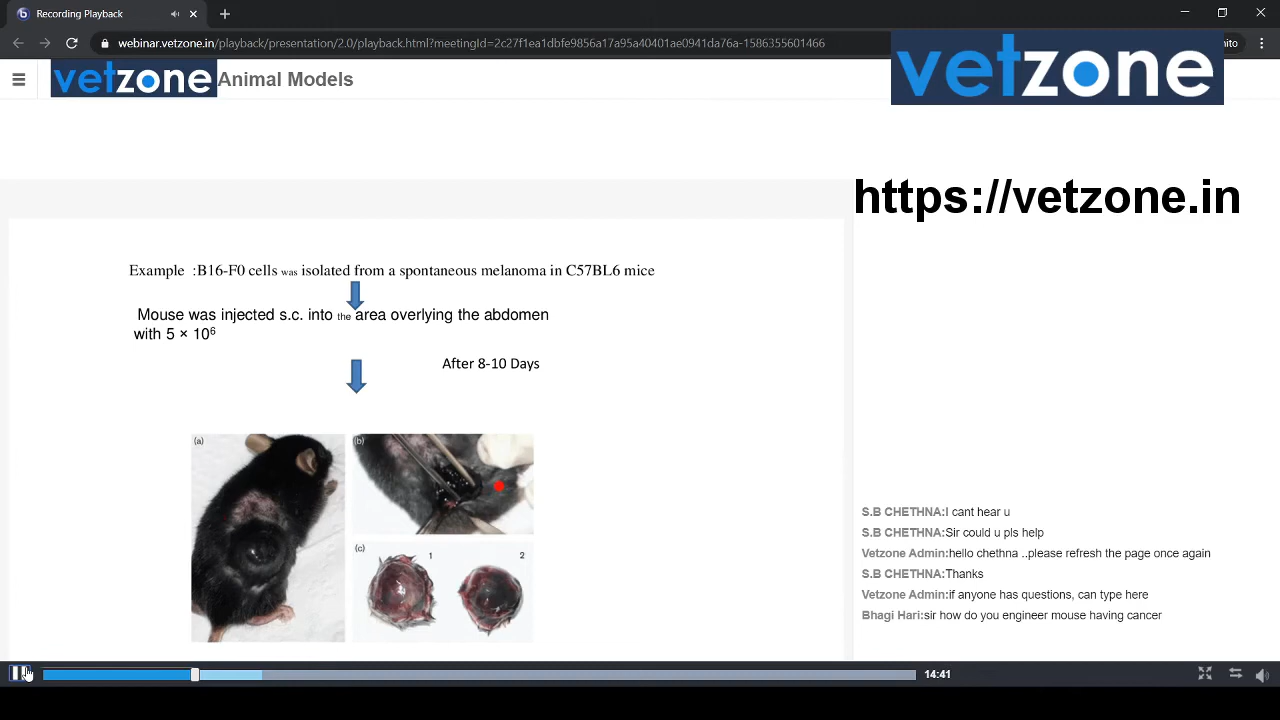 Recording Playback
webinar.vetzone.in/playback/presentation/2.0/playback.html?meetingId=2c27f1ea1dbfe9856a17a95a40401ae0941da76a-1586355601466
nito
vetzone
vetzone Animal Models
https://vetzone.in
Example :B16-F0 cells was isolated from a spontaneous melanoma in C57BL6 mice
Mouse was injected s.c. into the area overlying the abdomen
with 5 × 10⁶
After 8-10 Days
(a)
(b)
(c)
1
2
S.B CHETHNA:I cant hear u
S.B CHETHNA:Sir could u pls help
Vetzone Admin:hello chethna ..please refresh the page once again
S.B CHETHNA:Thanks
Vetzone Admin:if anyone has questions, can type here
Bhagi Hari:sir how do you engineer mouse having cancer
14:41